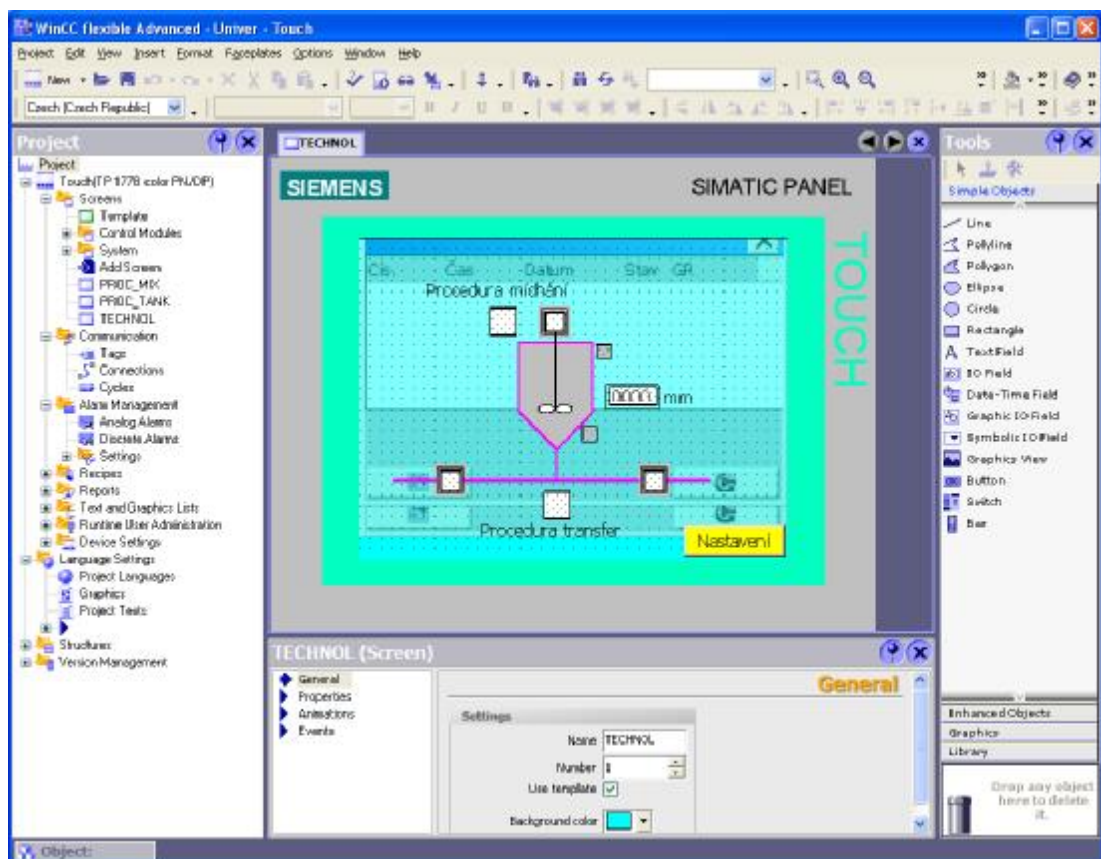 WinCC flexible Advanced - Univer - Touch
Project Edit View Insert Format Faceplates Options Window Help
New
Czech (Czech Republic)
Project
Project
Touch(TP 177B color PN/DP)
Screens
Template
Control Modules
System
Add Screen
PROC_MIX
PROC_TANK
TECHNOL
Communication
Tags
Connections
Cycles
Alarm Management
Analog Alarms
Discrete Alarms
Settings
Recipes
Reports
Text and Graphics Lists
Runtime User Administration
Device Settings
Language Settings
Project Languages
Graphics
Project Texts
Structures
Version Management
TECHNOL
SIEMENS
SIMATIC PANEL
TOUCH
Čís. Čas Datum Stav GR
Procedura mídhání
mm
Procedura transfer
Nastavení
TECHNOL (Screen)
General
Properties
Animations
Events
General
Settings
Name TECHNOL
Number
Use template
Background color
Tools
Simple Objects
Line
Polyline
Polygon
Ellipse
Circle
Rectangle
TextField
IO Field
Date-Time Field
Graphic IO Field
Symbolic IO Field
Graphics View
Button
Switch
Bar
Enhanced Objects
Graphics
Library
Drop any object
here to delete
it.
Object: